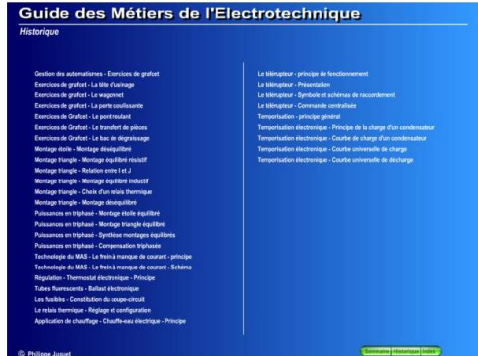 Guide des Métiers de l'Electrotechnique
Historique
Gestion des automatismes - Exercices de grafcet
Exercices de grafcet - La tête d'usinage
Exercices de Grafcet - Le wagonnet
Exercices de Grafcet - La porte coulissante
Exercices de Grafcet - Le pont roulant
Exercices de Grafcet - Le transfert de pièces
Exercices de Grafcet - Le bac de dégraissage
Montage étoile - Montage déséquilibré
Montage triangle - Montage équilibré résistif
Montage triangle - Relation entre I et J
Montage triangle - Montage équilibré inductif
Montage triangle - Choix d'un relais thermique
Montage triangle - Montage déséquilibré
Puissances en triphasé - Montage étoile équilibré
Puissances en triphasé - Montage triangle équilibré
Puissances en triphasé - Synthèse montages équilibrés
Puissances en triphasé - Compensation triphasée
Technologie du MAS - Le frein à manque de courant - principe
Technologie du MAS - Le frein à manque de courant - Schéma
Régulation - Thermostat électronique - Principe
Tubes fluorescents - Ballast électronique
Les fusibles - Constitution du coupe-circuit
Le relais thermique - Réglage et configuration
Application de chauffage - Chauffe-eau électrique - Principe
Le télérupteur - principe de fonctionnement
Le télérupteur - Présentation
Le télérupteur - Symbole et schémas de raccordement
Le télérupteur - Commande centralisée
Temporisation - principe général
Temporisation électronique - Principe de la charge d'un condensateur
Temporisation électronique - Courbe de charge d'un condensateur
Temporisation électronique - Courbe universelle de charge
Temporisation électronique - Courbe universelle de décharge
© Philippe Juguet
Sommaire Historique Index